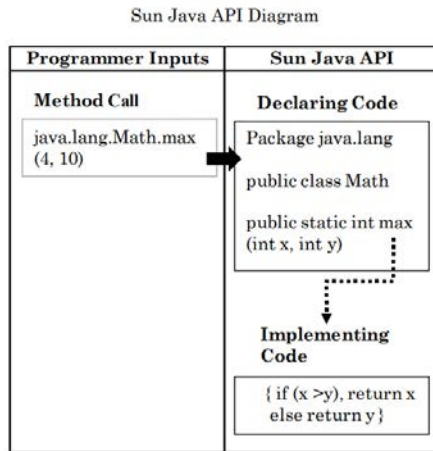 Sun Java API Diagram
Programmer Inputs
Sun Java API
Method Call
java.lang.Math.max
(4, 10)
Declaring Code
Package java.lang
public class Math
public static int max
(int x, int y)
Implementing
Code
{ if (x >y), return x
else return y }